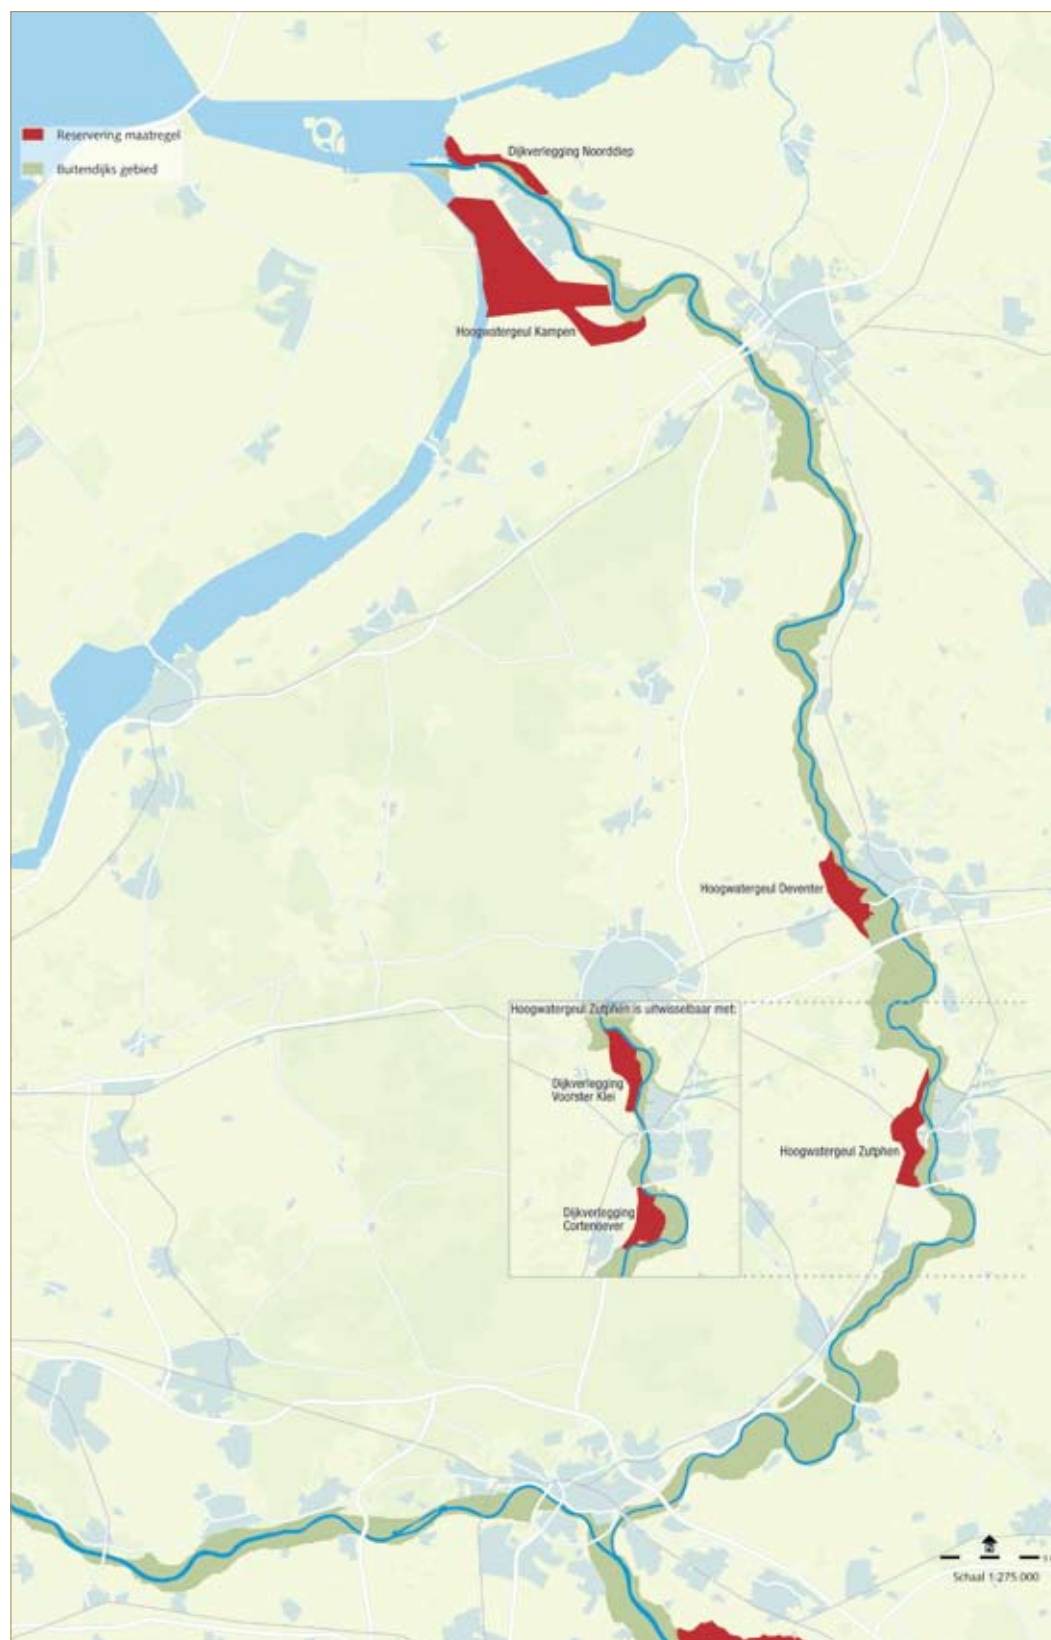 Reservering maatregel
Buitendijks gebied
Dijkverlegging Noorddiep
Hoogwatergeul Kampen
Hoogwatergeul Deventer
Hoogwatergeul Zutphen is uitwisselbaar met:
Dijkverlegging
Voorster Klei
Hoogwatergeul Zutphen
Dijkverlegging
Cortenoever
Schaal 1:275.000